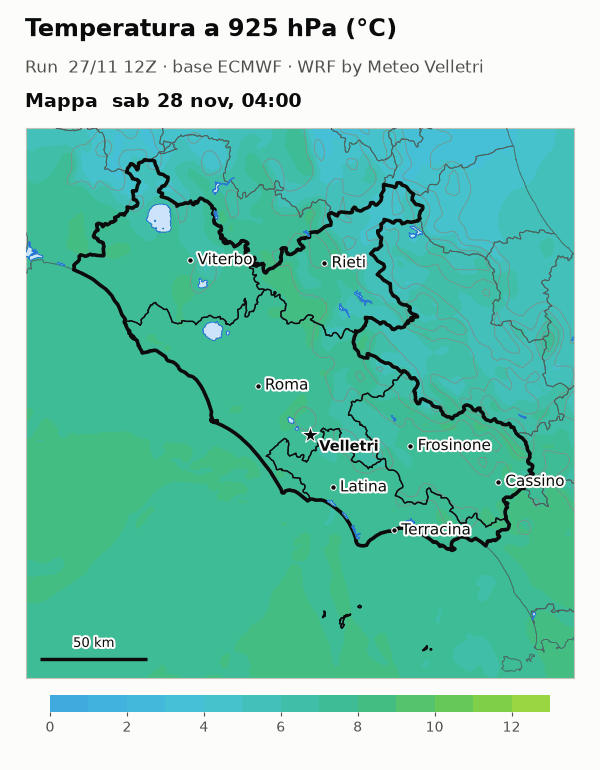 Temperatura a 925 hPa (°C)
Run  27/11 12Z · base ECMWF · WRF by Meteo Velletri
Mappa  sab 28 nov, 04:00
Viterbo
Rieti
Roma
Velletri
Frosinone
Cassino
Latina
Terracina
50 km
0 2 4 6 8 10 12